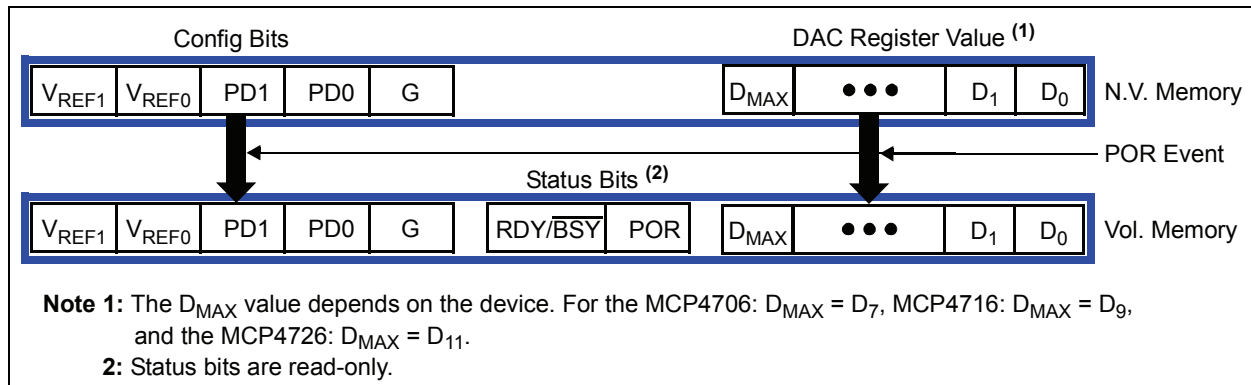 Config Bits DAC Register Value (1)
VREF1 VREF0 PD1 PD0 G DMAX ••• D1 D0 N.V. Memory
POR Event
Status Bits (2)
VREF1 VREF0 PD1 PD0 G RDY/B̅S̅Y̅ POR DMAX ••• D1 D0 Vol. Memory
Note 1: The DMAX value depends on the device. For the MCP4706: DMAX = D7, MCP4716: DMAX = D9,
and the MCP4726: DMAX = D11.
2: Status bits are read-only.